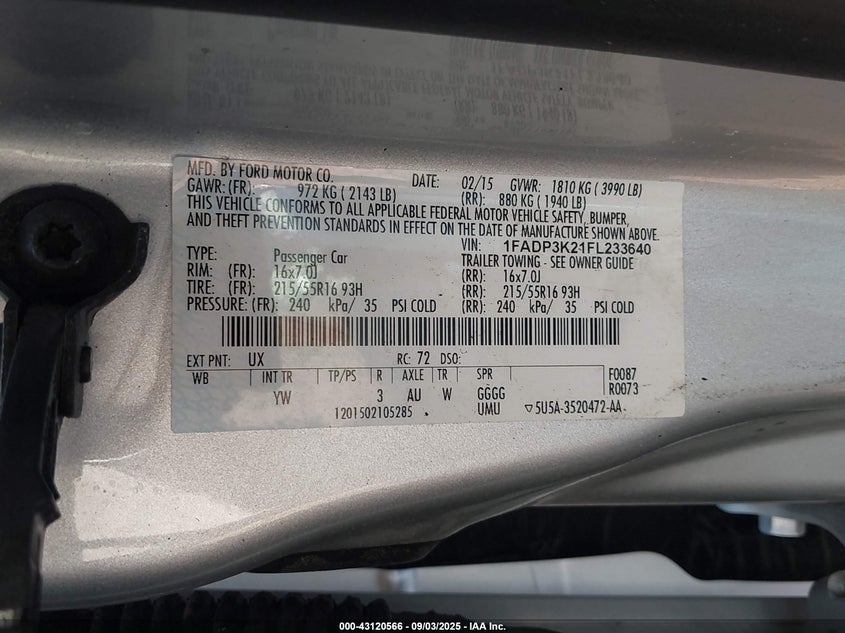 MFD. BY FORD MOTOR CO. DATE: 02/15 GVWR: 1810 KG ( 3990 LB)
GAWR: (FR): 972 KG ( 2143 LB) (RR): 880 KG ( 1940 LB)
THIS VEHICLE CONFORMS TO ALL APPLICABLE FEDERAL MOTOR VEHICLE SAFETY, BUMPER,
AND THEFT PREVENTION STANDARDS IN EFFECT ON THE DATE OF MANUFACTURE SHOWN ABOVE.
VIN: 1FADP3K21FL233640
TYPE: Passenger Car TRAILER TOWING - SEE OWNER GUIDE
RIM: (FR): 16x7.0J (RR): 16x7.0J
TIRE: (FR): 215/55R16 93H (RR): 215/55R16 93H
PRESSURE: (FR): 240 kPa/ 35 PSI COLD (RR): 240 kPa/ 35 PSI COLD
EXT PNT: UX RC: 72 DSO:
WB INT TR TP/PS R AXLE TR SPR F0087
R0073
YW 3 AU W GGGG
1201502105285 UMU ▽5U5A-3520472-AA
000-43120566 - 09/03/2025 - IAA Inc.